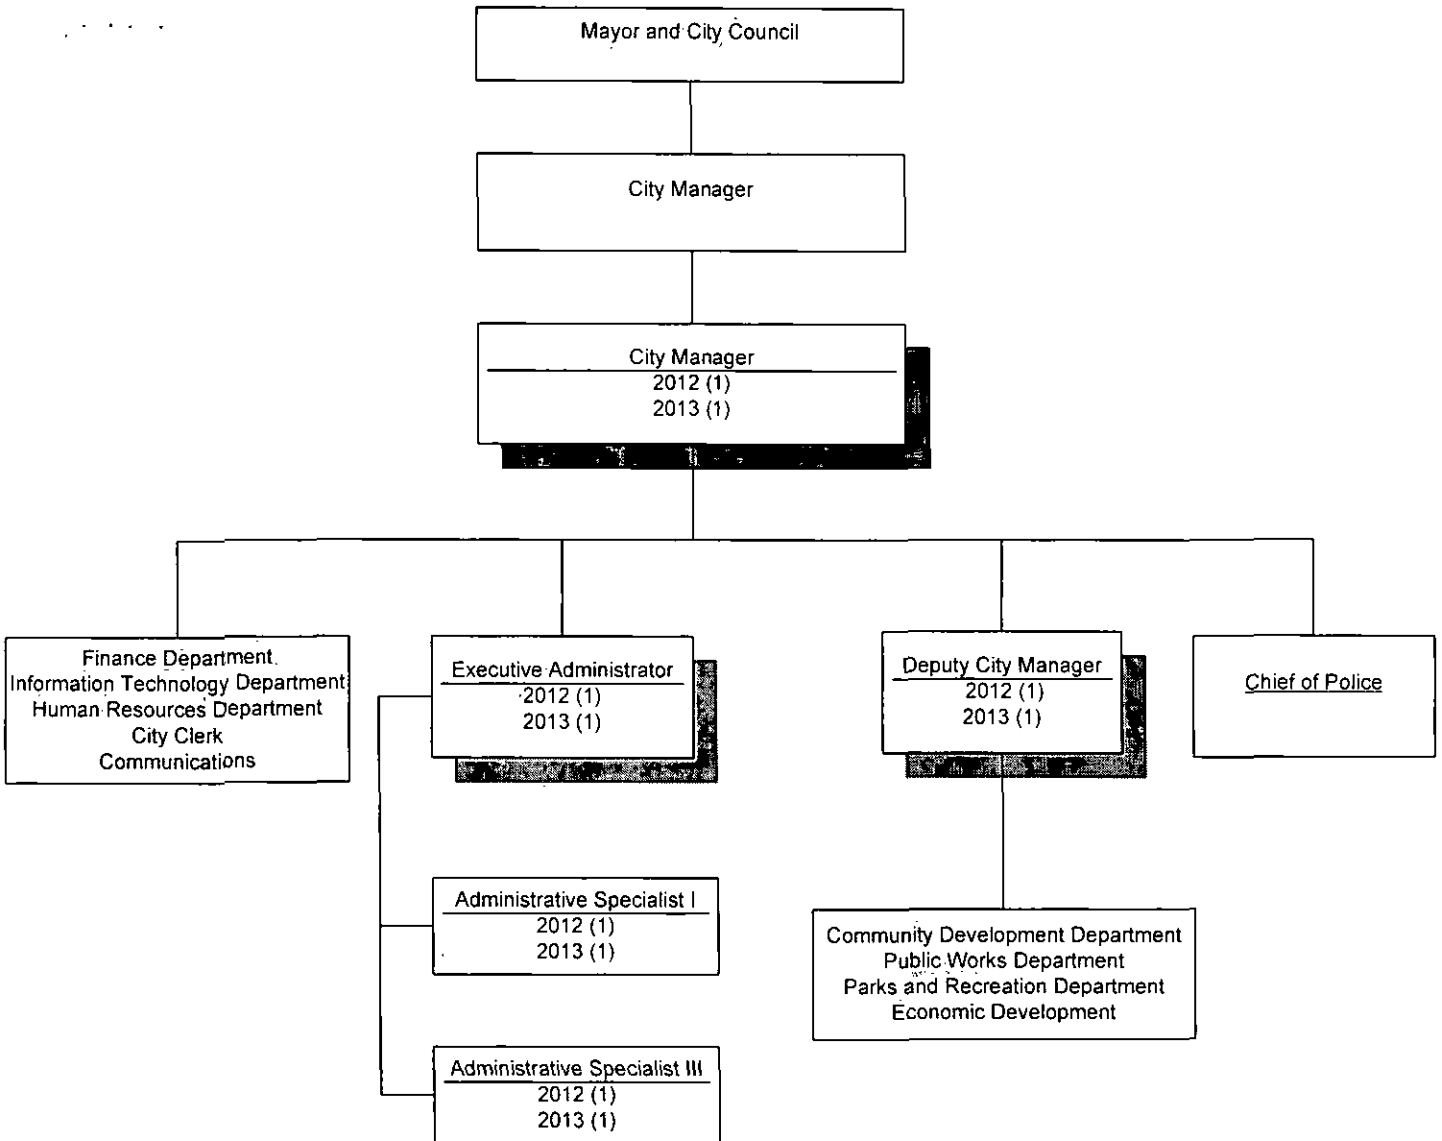 Mayor and City Council
City Manager
City Manager
2012 (1)
2013 (1)
Finance Department
Information Technology Department
Human Resources Department
City Clerk
Communications
Executive Administrator
2012 (1)
2013 (1)
Deputy City Manager
2012 (1)
2013 (1)
Chief of Police
Administrative Specialist I
2012 (1)
2013 (1)
Community Development Department
Public Works Department
Parks and Recreation Department
Economic Development
Administrative Specialist III
2012 (1)
2013 (1)